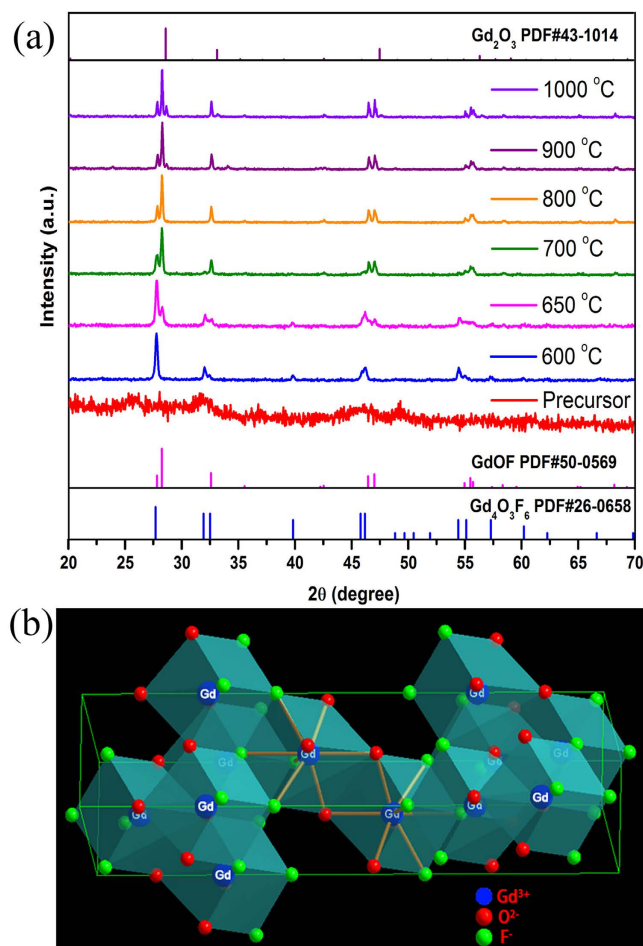 (a)
Gd₂O₃ PDF#43-1014
1000 °C
900 °C
800 °C
700 °C
650 °C
600 °C
Precursor
GdOF PDF#50-0569
Gd₄O₃F₆ PDF#26-0658
Intensity (a.u.)
20 25 30 35 40 45 50 55 60 65 70
2θ (degree)
(b)
Gd
Gd
Gd
Gd
Gd
Gd
Gd
Gd
Gd
Gd
Gd
Gd
Gd³⁺
O²⁻
F⁻